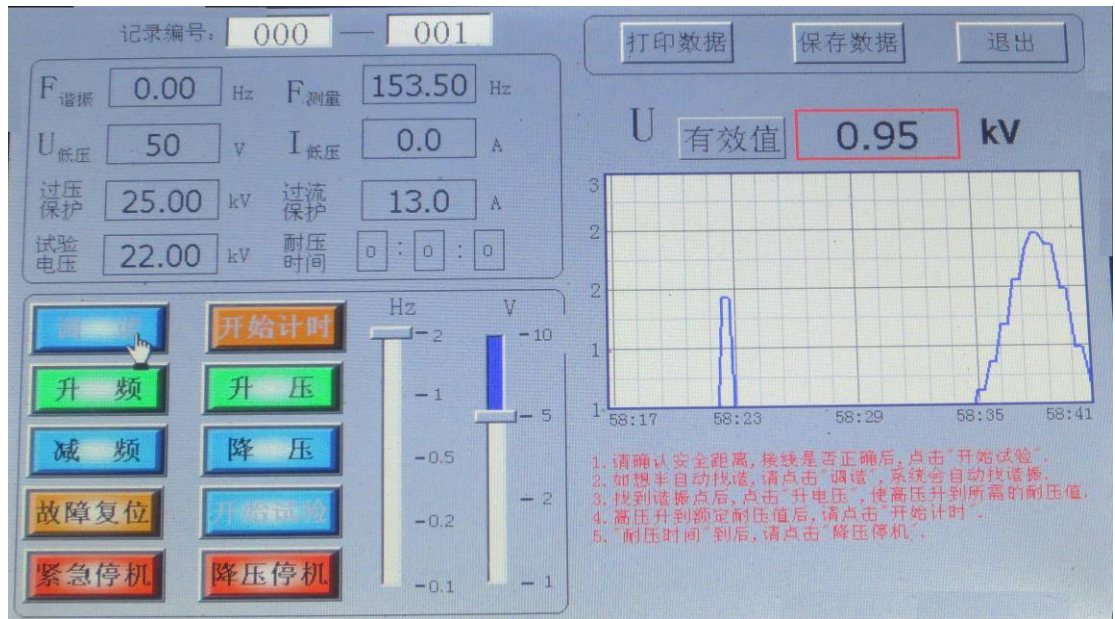 记录编号: 000 — 001
打印数据 保存数据 退出
F谐振 0.00 Hz F测量 153.50 Hz
U低压 50 V I低压 0.0 A
过压保护 25.00 kV 过流保护 13.0 A
试验电压 22.00 kV 耐压时间 0 : 0 : 0
U 有效值 0.95 kV
3
2
2
1
1
58:17 58:23 58:29 58:35 58:41
开始计时
升 频 升 压
减 频 降 压
故障复位 开始试验
紧急停机 降压停机
Hz V
2 10
1 5
0.5
0.2 2
0.1 1
1. 请确认安全距离,接线是否正确后,点击"开始试验".
2. 如想半自动找谐,请点击"调谐",系统会自动找谐振.
3. 找到谐振点后,点击"升电压",使高压升到所需的耐压值.
4. 高压升到额定耐压值后,请点击"开始计时".
5. "耐压时间"到后,请点击"降压停机".